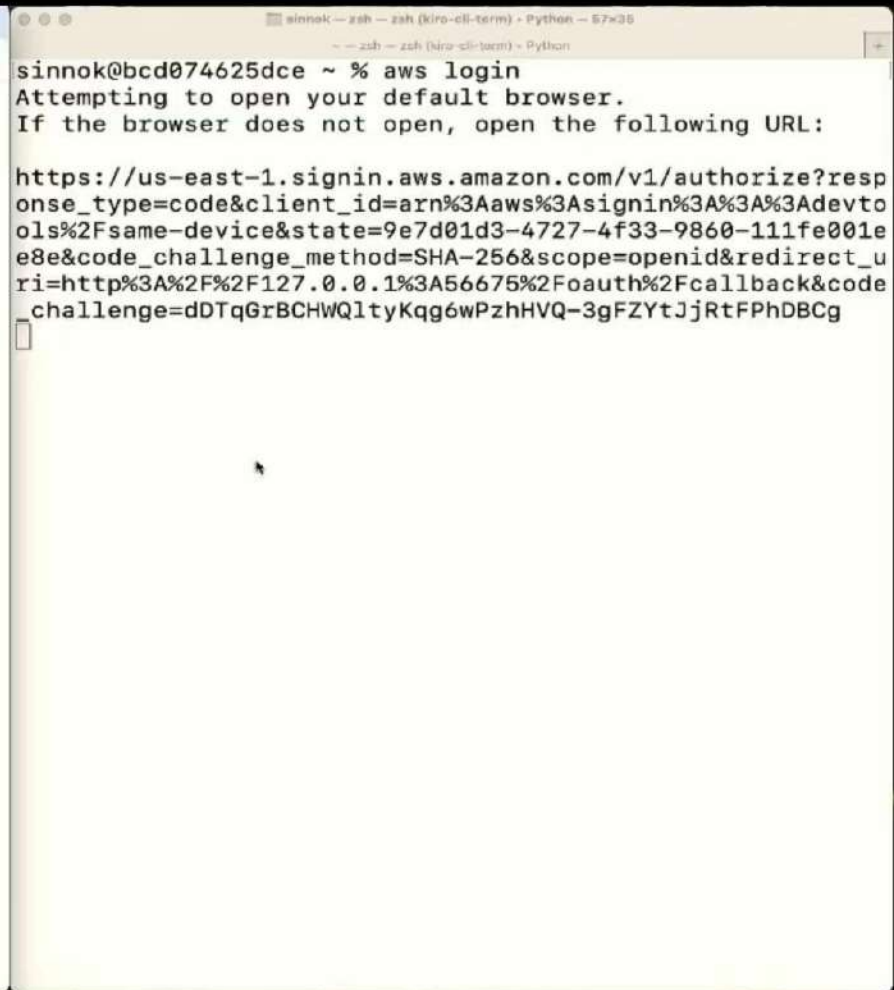 sinnok — zsh — zsh (kiro-cli-term) • Python — 57×35
~ — zsh — zsh (kiro-cli-term) • Python
+
sinnok@bcd074625dce ~ % aws login
Attempting to open your default browser.
If the browser does not open, open the following URL:
https://us-east-1.signin.aws.amazon.com/v1/authorize?resp
onse_type=code&client_id=arn%3Aaws%3Asignin%3A%3A%3Adevto
ols%2Fsame-device&state=9e7d01d3-4727-4f33-9860-111fe001e
e8e&code_challenge_method=SHA-256&scope=openid&redirect_u
ri=http%3A%2F%2F127.0.0.1%3A56675%2Foauth%2Fcallback&code
_challenge=dDTqGrBCHWQltyKqg6wPzhHVQ-3gFZYtJjRtFPhDBCg